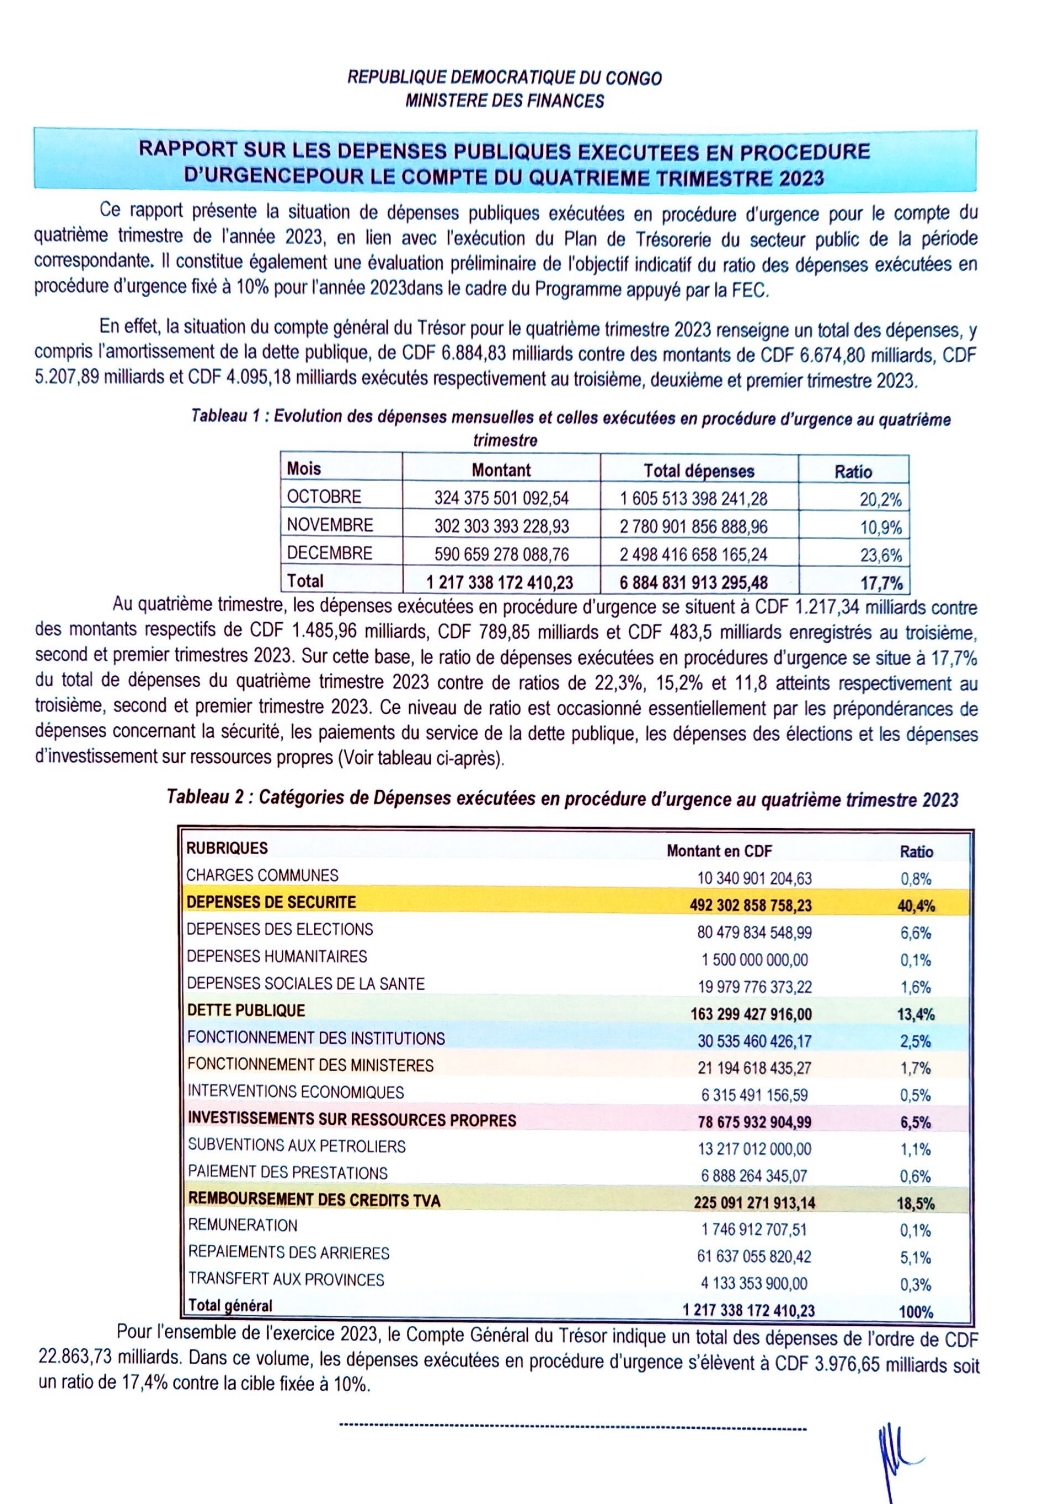 REPUBLIQUE DEMOCRATIQUE DU CONGO
MINISTERE DES FINANCES
RAPPORT SUR LES DEPENSES PUBLIQUES EXECUTEES EN PROCEDURE
D'URGENCEPOUR LE COMPTE DU QUATRIEME TRIMESTRE 2023
Ce rapport présente la situation de dépenses publiques exécutées en procédure d'urgence pour le compte du
quatrième trimestre de l'année 2023, en lien avec l'exécution du Plan de Trésorerie du secteur public de la période
correspondante. Il constitue également une évaluation préliminaire de l'objectif indicatif du ratio des dépenses exécutées en
procédure d'urgence fixé à 10% pour l'année 2023dans le cadre du Programme appuyé par la FEC.
En effet, la situation du compte général du Trésor pour le quatrième trimestre 2023 renseigne un total des dépenses, y
compris l'amortissement de la dette publique, de CDF 6.884,83 milliards contre des montants de CDF 6.674,80 milliards, CDF
5.207,89 milliards et CDF 4.095,18 milliards exécutés respectivement au troisième, deuxième et premier trimestre 2023.
Tableau 1 : Evolution des dépenses mensuelles et celles exécutées en procédure d'urgence au quatrième
trimestre
Mois Montant Total dépenses Ratio
OCTOBRE 324 375 501 092,54 1 605 513 398 241,28 20,2%
NOVEMBRE 302 303 393 228,93 2 780 901 856 888,96 10,9%
DECEMBRE 590 659 278 088,76 2 498 416 658 165,24 23,6%
Total 1 217 338 172 410,23 6 884 831 913 295,48 17,7%
Au quatrième trimestre, les dépenses exécutées en procédure d'urgence se situent à CDF 1.217,34 milliards contre
des montants respectifs de CDF 1.485,96 milliards, CDF 789,85 milliards et CDF 483,5 milliards enregistrés au troisième,
second et premier trimestres 2023. Sur cette base, le ratio de dépenses exécutées en procédures d'urgence se situe à 17,7%
du total de dépenses du quatrième trimestre 2023 contre de ratios de 22,3%, 15,2% et 11,8 atteints respectivement au
troisième, second et premier trimestre 2023. Ce niveau de ratio est occasionné essentiellement par les prépondérances de
dépenses concernant la sécurité, les paiements du service de la dette publique, les dépenses des élections et les dépenses
d'investissement sur ressources propres (Voir tableau ci-après).
Tableau 2 : Catégories de Dépenses exécutées en procédure d'urgence au quatrième trimestre 2023
RUBRIQUES Montant en CDF Ratio
CHARGES COMMUNES 10 340 901 204,63 0,8%
DEPENSES DE SECURITE 492 302 858 758,23 40,4%
DEPENSES DES ELECTIONS 80 479 834 548,99 6,6%
DEPENSES HUMANITAIRES 1 500 000 000,00 0,1%
DEPENSES SOCIALES DE LA SANTE 19 979 776 373,22 1,6%
DETTE PUBLIQUE 163 299 427 916,00 13,4%
FONCTIONNEMENT DES INSTITUTIONS 30 535 460 426,17 2,5%
FONCTIONNEMENT DES MINISTERES 21 194 618 435,27 1,7%
INTERVENTIONS ECONOMIQUES 6 315 491 156,59 0,5%
INVESTISSEMENTS SUR RESSOURCES PROPRES 78 675 932 904,99 6,5%
SUBVENTIONS AUX PETROLIERS 13 217 012 000,00 1,1%
PAIEMENT DES PRESTATIONS 6 888 264 345,07 0,6%
REMBOURSEMENT DES CREDITS TVA 225 091 271 913,14 18,5%
REMUNERATION 1 746 912 707,51 0,1%
REPAIEMENTS DES ARRIERES 61 637 055 820,42 5,1%
TRANSFERT AUX PROVINCES 4 133 353 900,00 0,3%
Total général 1 217 338 172 410,23 100%
Pour l'ensemble de l'exercice 2023, le Compte Général du Trésor indique un total des dépenses de l'ordre de CDF
22.863,73 milliards. Dans ce volume, les dépenses exécutées en procédure d'urgence s'élèvent à CDF 3.976,65 milliards soit
un ratio de 17,4% contre la cible fixée à 10%.